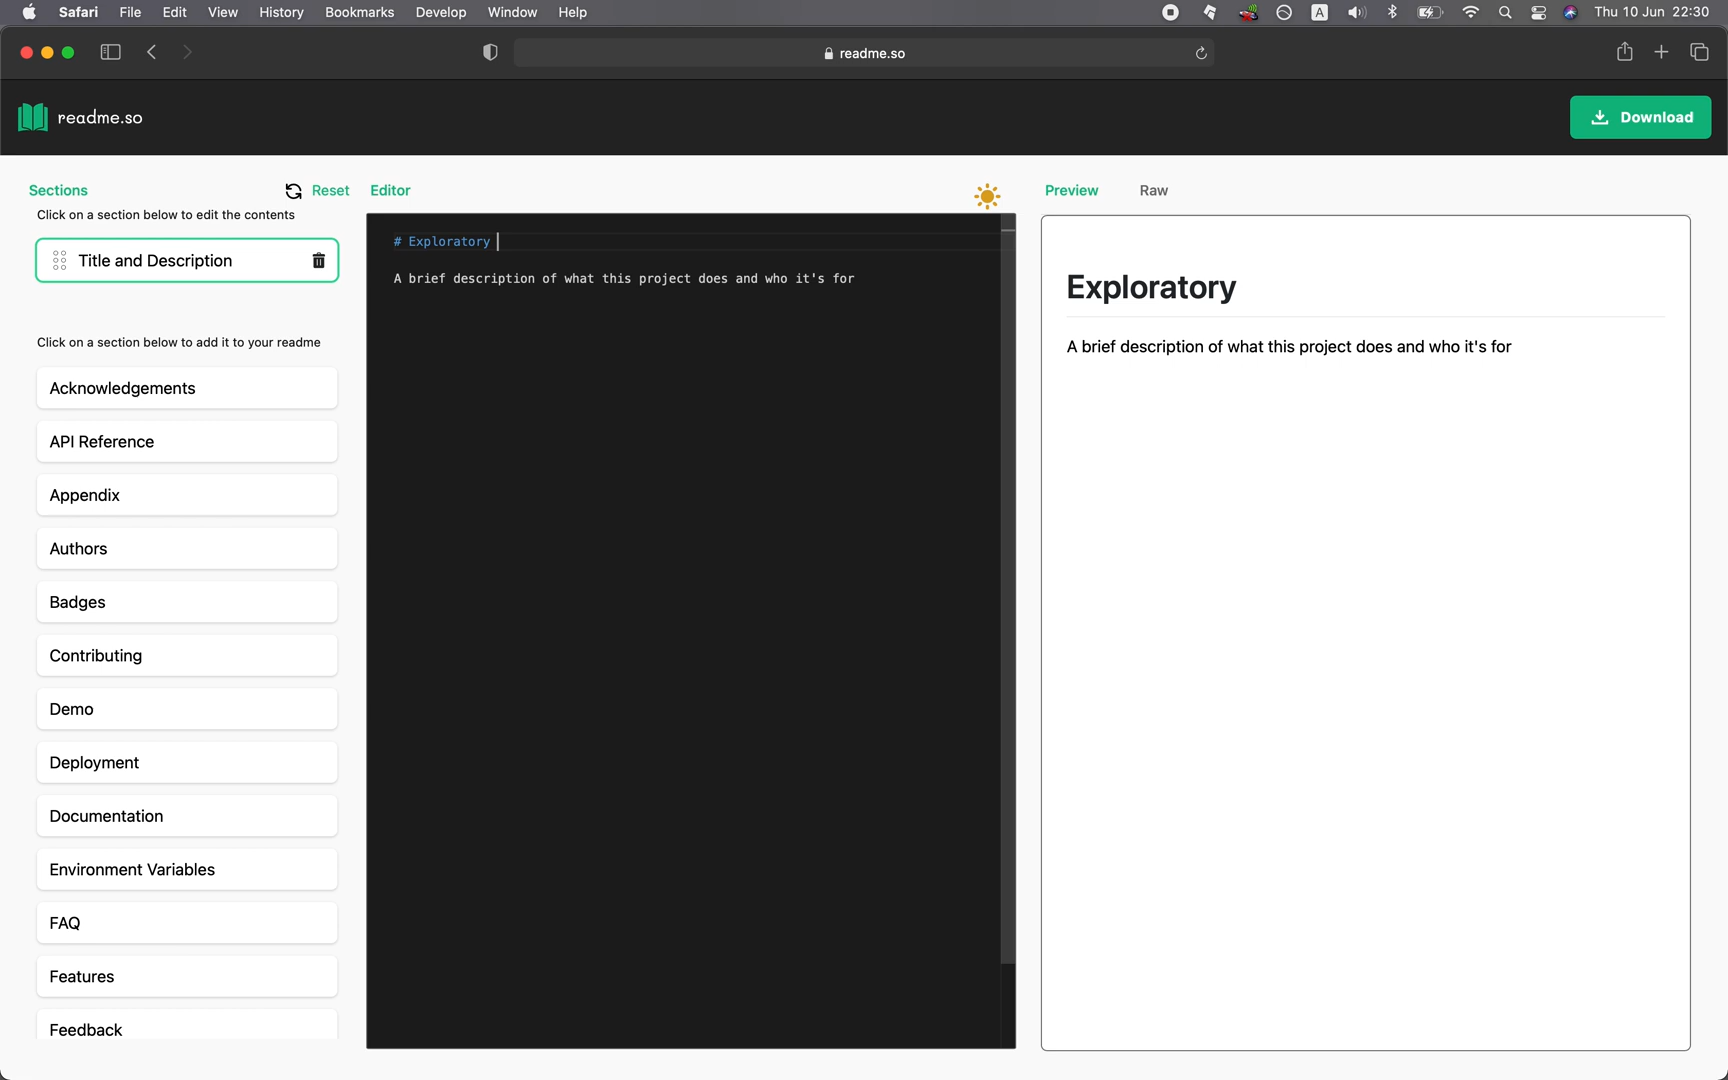 Safari File Edit View History Bookmarks Develop Window Help A Thu 10 Jun 22:30
readme.so
readme.so
Download
Sections Reset Editor Preview Raw
Click on a section below to edit the contents
Title and Description
# Exploratory
A brief description of what this project does and who it's for
Exploratory
A brief description of what this project does and who it's for
Click on a section below to add it to your readme
Acknowledgements
API Reference
Appendix
Authors
Badges
Contributing
Demo
Deployment
Documentation
Environment Variables
FAQ
Features
Feedback